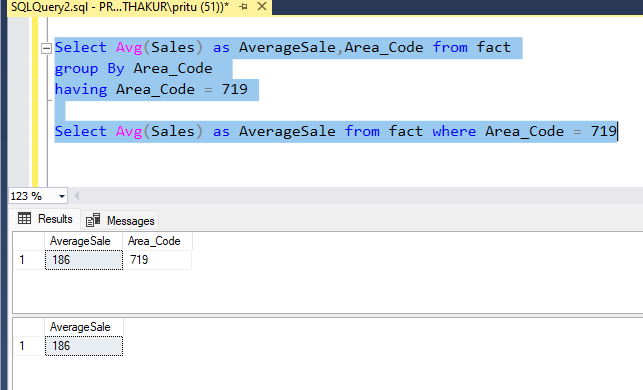 SQLQuery2.sql - PR...THAKUR\pritu (51))*
Select Avg(Sales) as AverageSale,Area_Code from fact
group By Area_Code
having Area_Code = 719
Select Avg(Sales) as AverageSale from fact where Area_Code = 719
123 %
Results Messages
AverageSale Area_Code
1 186 719
AverageSale
1 186